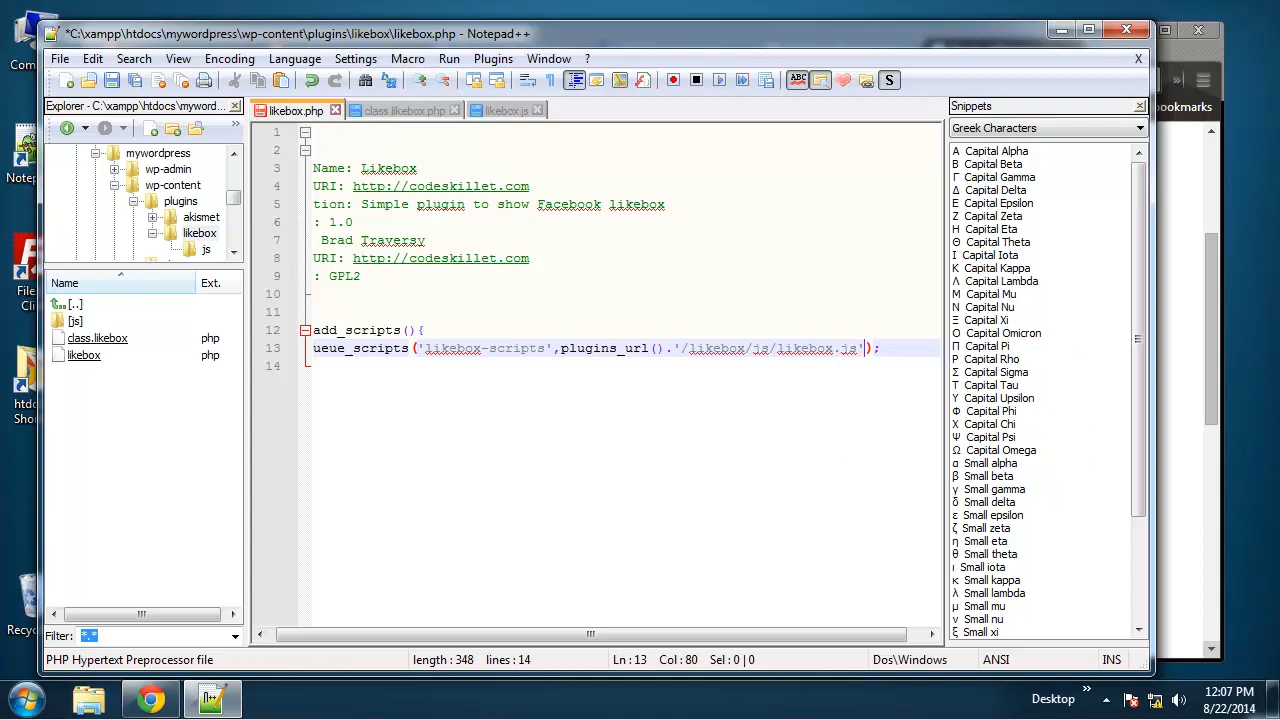 *C:\xampp\htdocs\mywordpress\wp-content\plugins\likebox\likebox.php - Notepad++
File Edit Search View Encoding Language Settings Macro Run Plugins Window ? X
Explorer - C:\xampp\htdocs\myword...
likebox.php
class.likebox.php
likebox.js
Snippets
bookmarks
Greek Characters
mywordpress
wp-admin
wp-content
plugins
akismet
likebox
js
Name Ext.
[..]
[js]
class.likebox php
likebox php
Filter: *.*
1
2
3 Name: Likebox
4 URI: http://codeskillet.com
5 tion: Simple plugin to show Facebook likebox
6 : 1.0
7 Brad Traversy
8 URI: http://codeskillet.com
9 : GPL2
10
11
12 add_scripts(){
13 ueue_scripts('likebox-scripts',plugins_url().'/likebox/js/likebox.js');
14
Α Capital Alpha
Β Capital Beta
Γ Capital Gamma
Δ Capital Delta
Ε Capital Epsilon
Ζ Capital Zeta
Η Capital Eta
Θ Capital Theta
Ι Capital Iota
Κ Capital Kappa
Λ Capital Lambda
Μ Capital Mu
Ν Capital Nu
Ξ Capital Xi
Ο Capital Omicron
Π Capital Pi
Ρ Capital Rho
Σ Capital Sigma
Τ Capital Tau
Υ Capital Upsilon
Φ Capital Phi
Χ Capital Chi
Ψ Capital Psi
Ω Capital Omega
α Small alpha
β Small beta
γ Small gamma
δ Small delta
ε Small epsilon
ζ Small zeta
η Small eta
θ Small theta
ι Small iota
κ Small kappa
λ Small lambda
μ Small mu
ν Small nu
ξ Small xi
PHP Hypertext Preprocessor file length : 348 lines : 14 Ln : 13 Col : 80 Sel : 0 | 0 Dos\Windows ANSI INS
Com
Notep
File
Cli
htdo
Shor
Recyc
Desktop
12:07 PM
8/22/2014